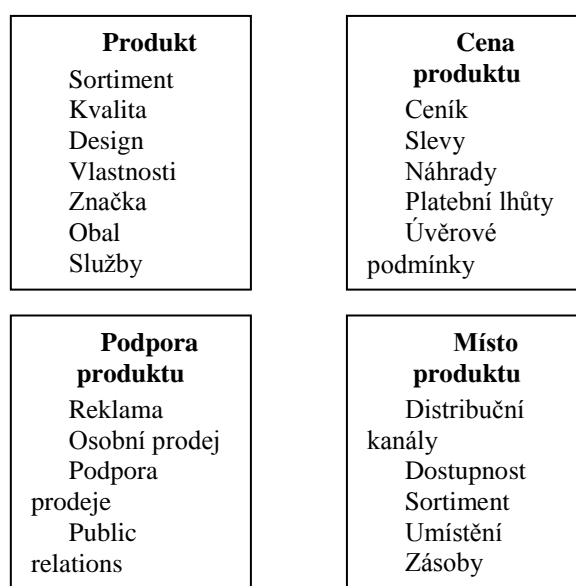 Produkt
Sortiment
Kvalita
Design
Vlastnosti
Značka
Obal
Služby
Cena
produktu
Ceník
Slevy
Náhrady
Platební lhůty
Úvěrové
podmínky
Podpora
produktu
Reklama
Osobní prodej
Podpora
prodeje
Public
relations
Místo
produktu
Distribuční
kanály
Dostupnost
Sortiment
Umístění
Zásoby